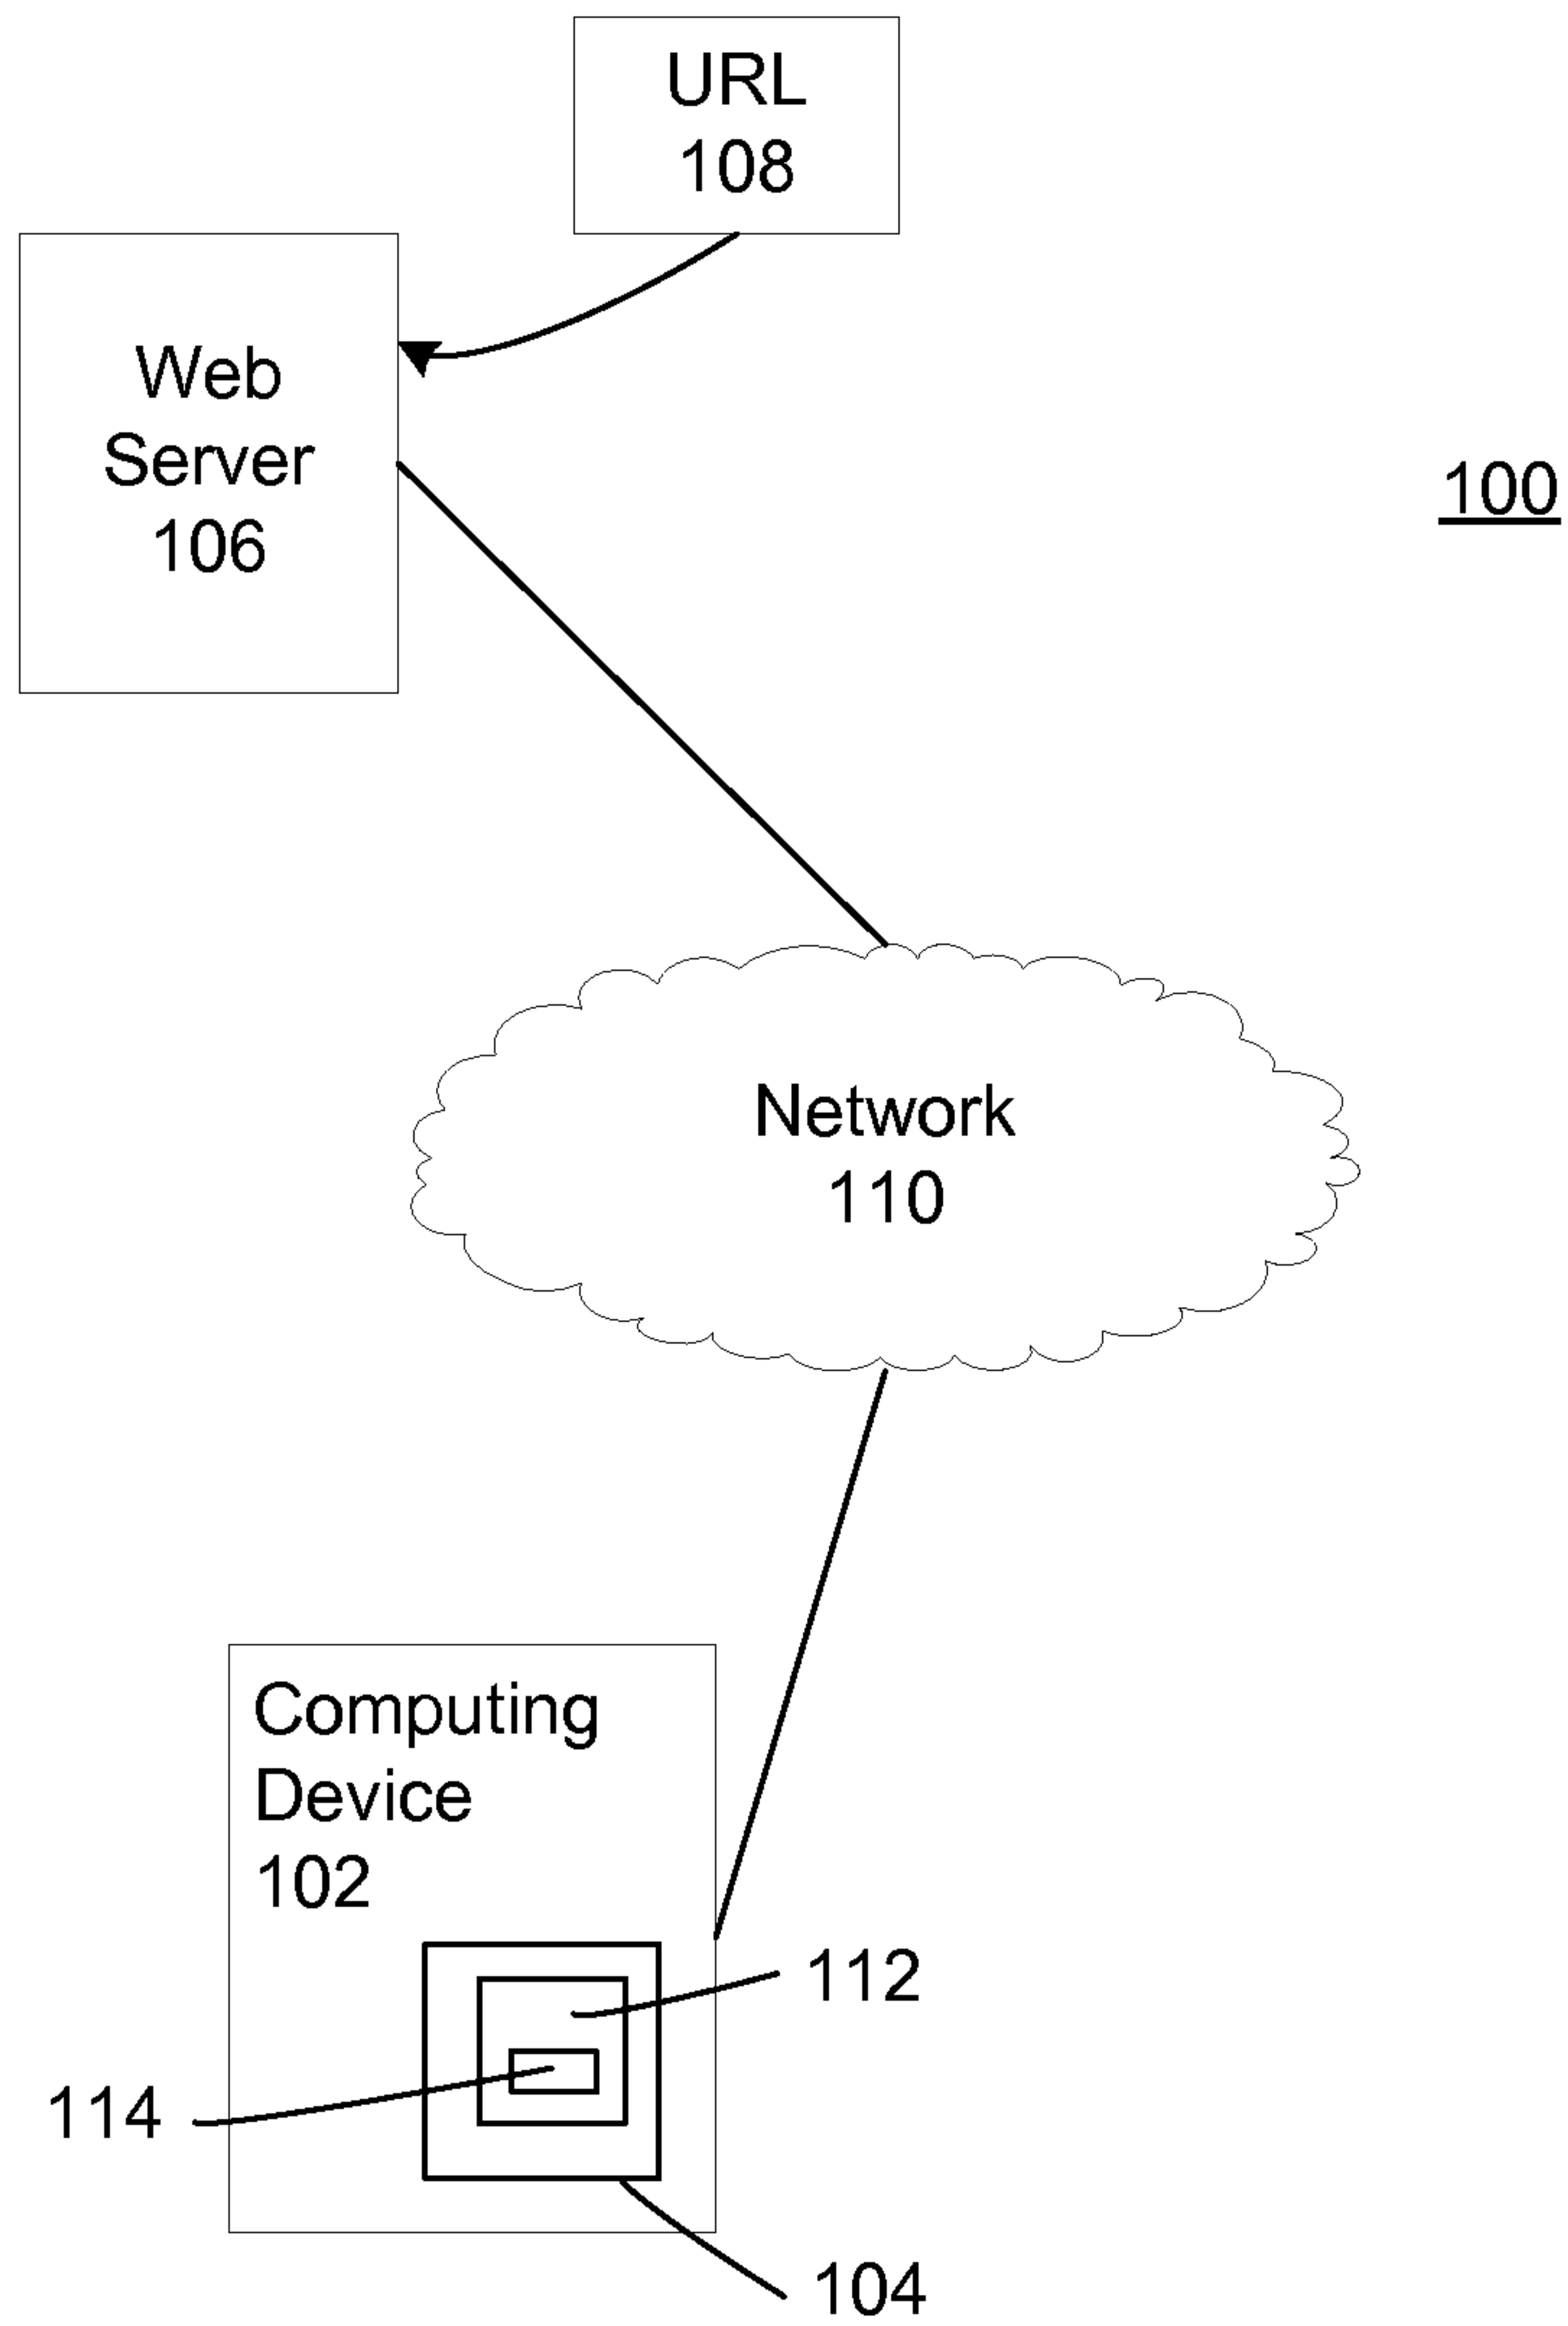 URL
108
Web
Server
106
100
Network
110
Computing
Device
102
112
114
104